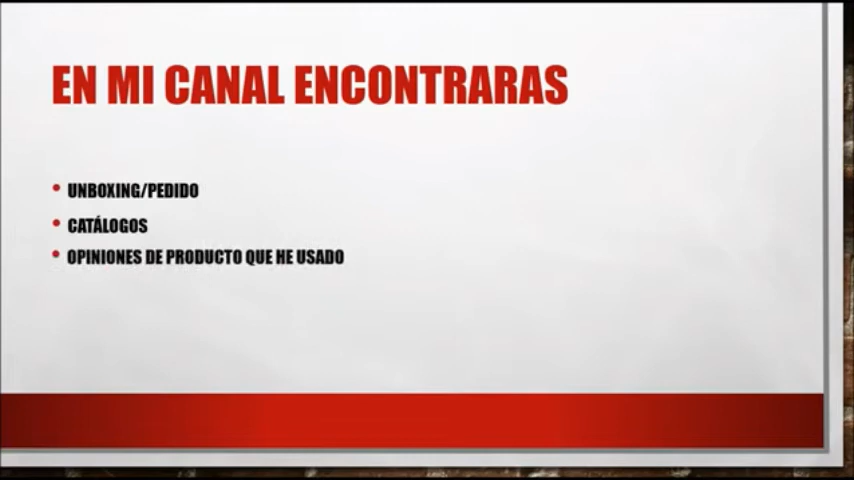 EN MI CANAL ENCONTRARAS
• UNBOXING/PEDIDO
• CATÁLOGOS
• OPINIONES DE PRODUCTO QUE HE USADO